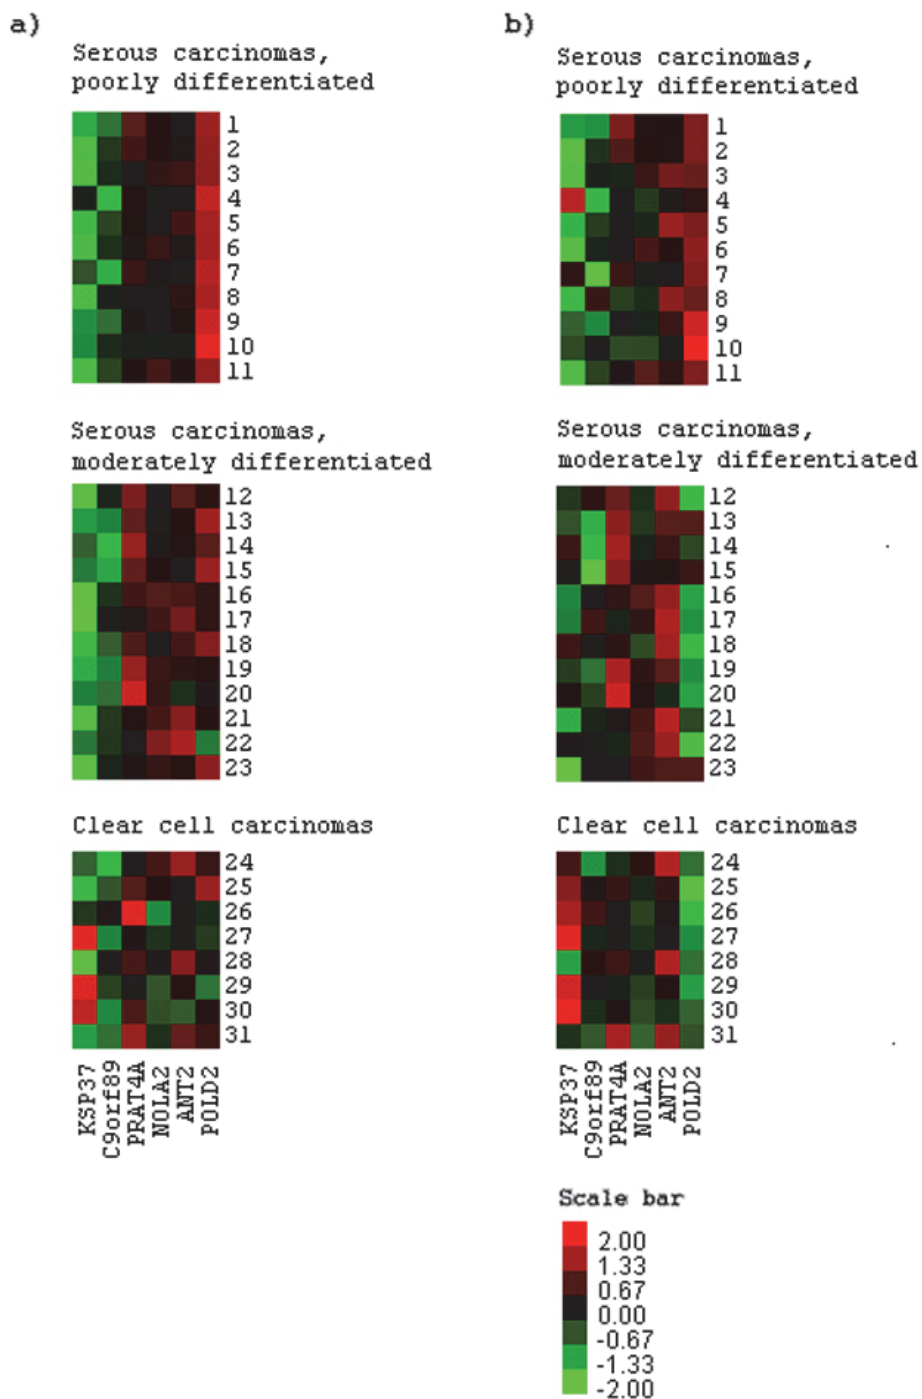 a)
Serous carcinomas,
poorly differentiated
1
2
3
4
5
6
7
8
9
10
11
Serous carcinomas,
moderately differentiated
12
13
14
15
16
17
18
19
20
21
22
23
Clear cell carcinomas
24
25
26
27
28
29
30
31
KSP37
C9orf89
PRAT4A
NOLA2
ANT2
POLD2
b)
Serous carcinomas,
poorly differentiated
1
2
3
4
5
6
7
8
9
10
11
Serous carcinomas,
moderately differentiated
12
13
14
15
16
17
18
19
20
21
22
23
Clear cell carcinomas
24
25
26
27
28
29
30
31
KSP37
C9orf89
PRAT4A
NOLA2
ANT2
POLD2
Scale bar
2.00
1.33
0.67
0.00
-0.67
-1.33
-2.00